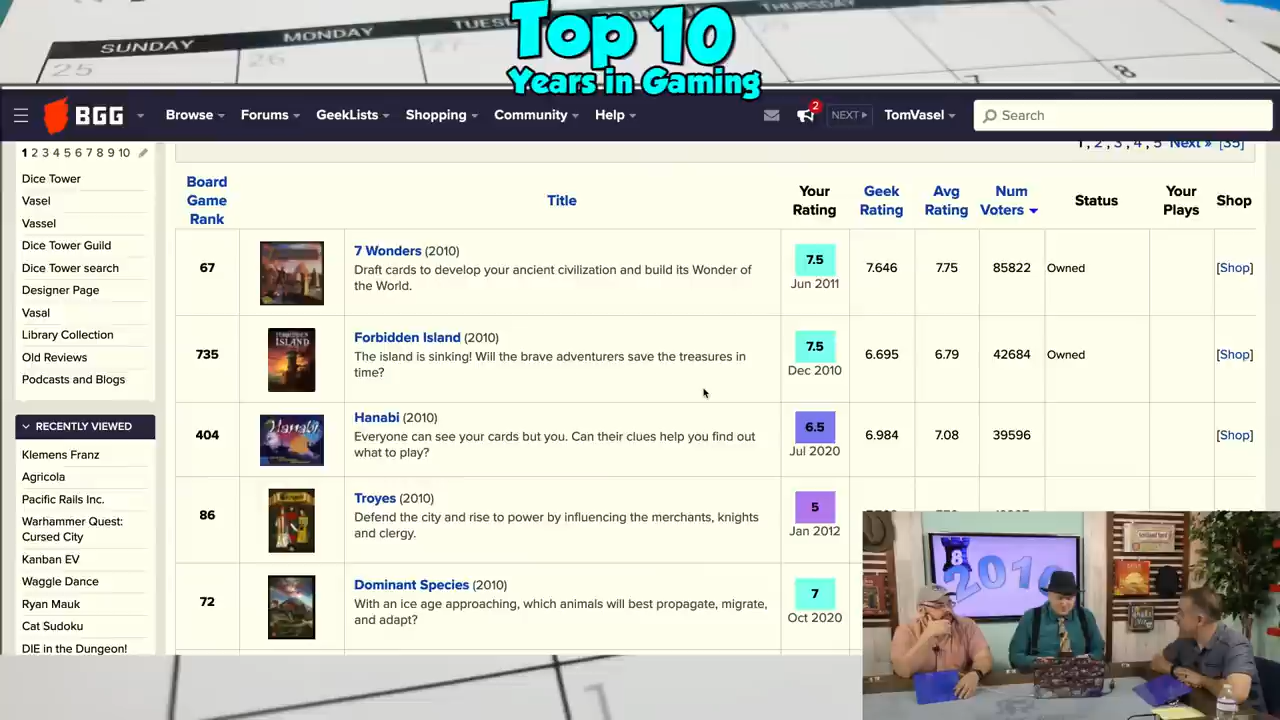 Top 10
Years in Gaming
SUNDAY
MONDAY
THURSDAY
25
26
27
7
8
BGG
Browse
Forums
GeekLists
Shopping
Community
Help
2
NEXT
TomVasel
Search
1 2 3 4 5 6 7 8 9 10
1, 2, 3, 4, 5 Next » [35]
Dice Tower
Vasel
Vassel
Dice Tower Guild
Dice Tower search
Designer Page
Vasal
Library Collection
Old Reviews
Podcasts and Blogs
RECENTLY VIEWED
Klemens Franz
Agricola
Pacific Rails Inc.
Warhammer Quest:
Cursed City
Kanban EV
Waggle Dance
Ryan Mauk
Cat Sudoku
DIE in the Dungeon!
Board
Game
Rank
Title
Your
Rating
Geek
Rating
Avg
Rating
Num
Voters
Status
Your
Plays
Shop
67
7 Wonders (2010)
Draft cards to develop your ancient civilization and build its Wonder of
the World.
7.5
Jun 2011
7.646
7.75
85822
Owned
[Shop]
735
Forbidden Island (2010)
The island is sinking! Will the brave adventurers save the treasures in
time?
7.5
Dec 2010
6.695
6.79
42684
Owned
[Shop]
404
Hanabi (2010)
Everyone can see your cards but you. Can their clues help you find out
what to play?
6.5
Jul 2020
6.984
7.08
39596
[Shop]
86
Troyes (2010)
Defend the city and rise to power by influencing the merchants, knights
and clergy.
5
Jan 2012
72
Dominant Species (2010)
With an ice age approaching, which animals will best propagate, migrate,
and adapt?
7
Oct 2020
8
2010
1